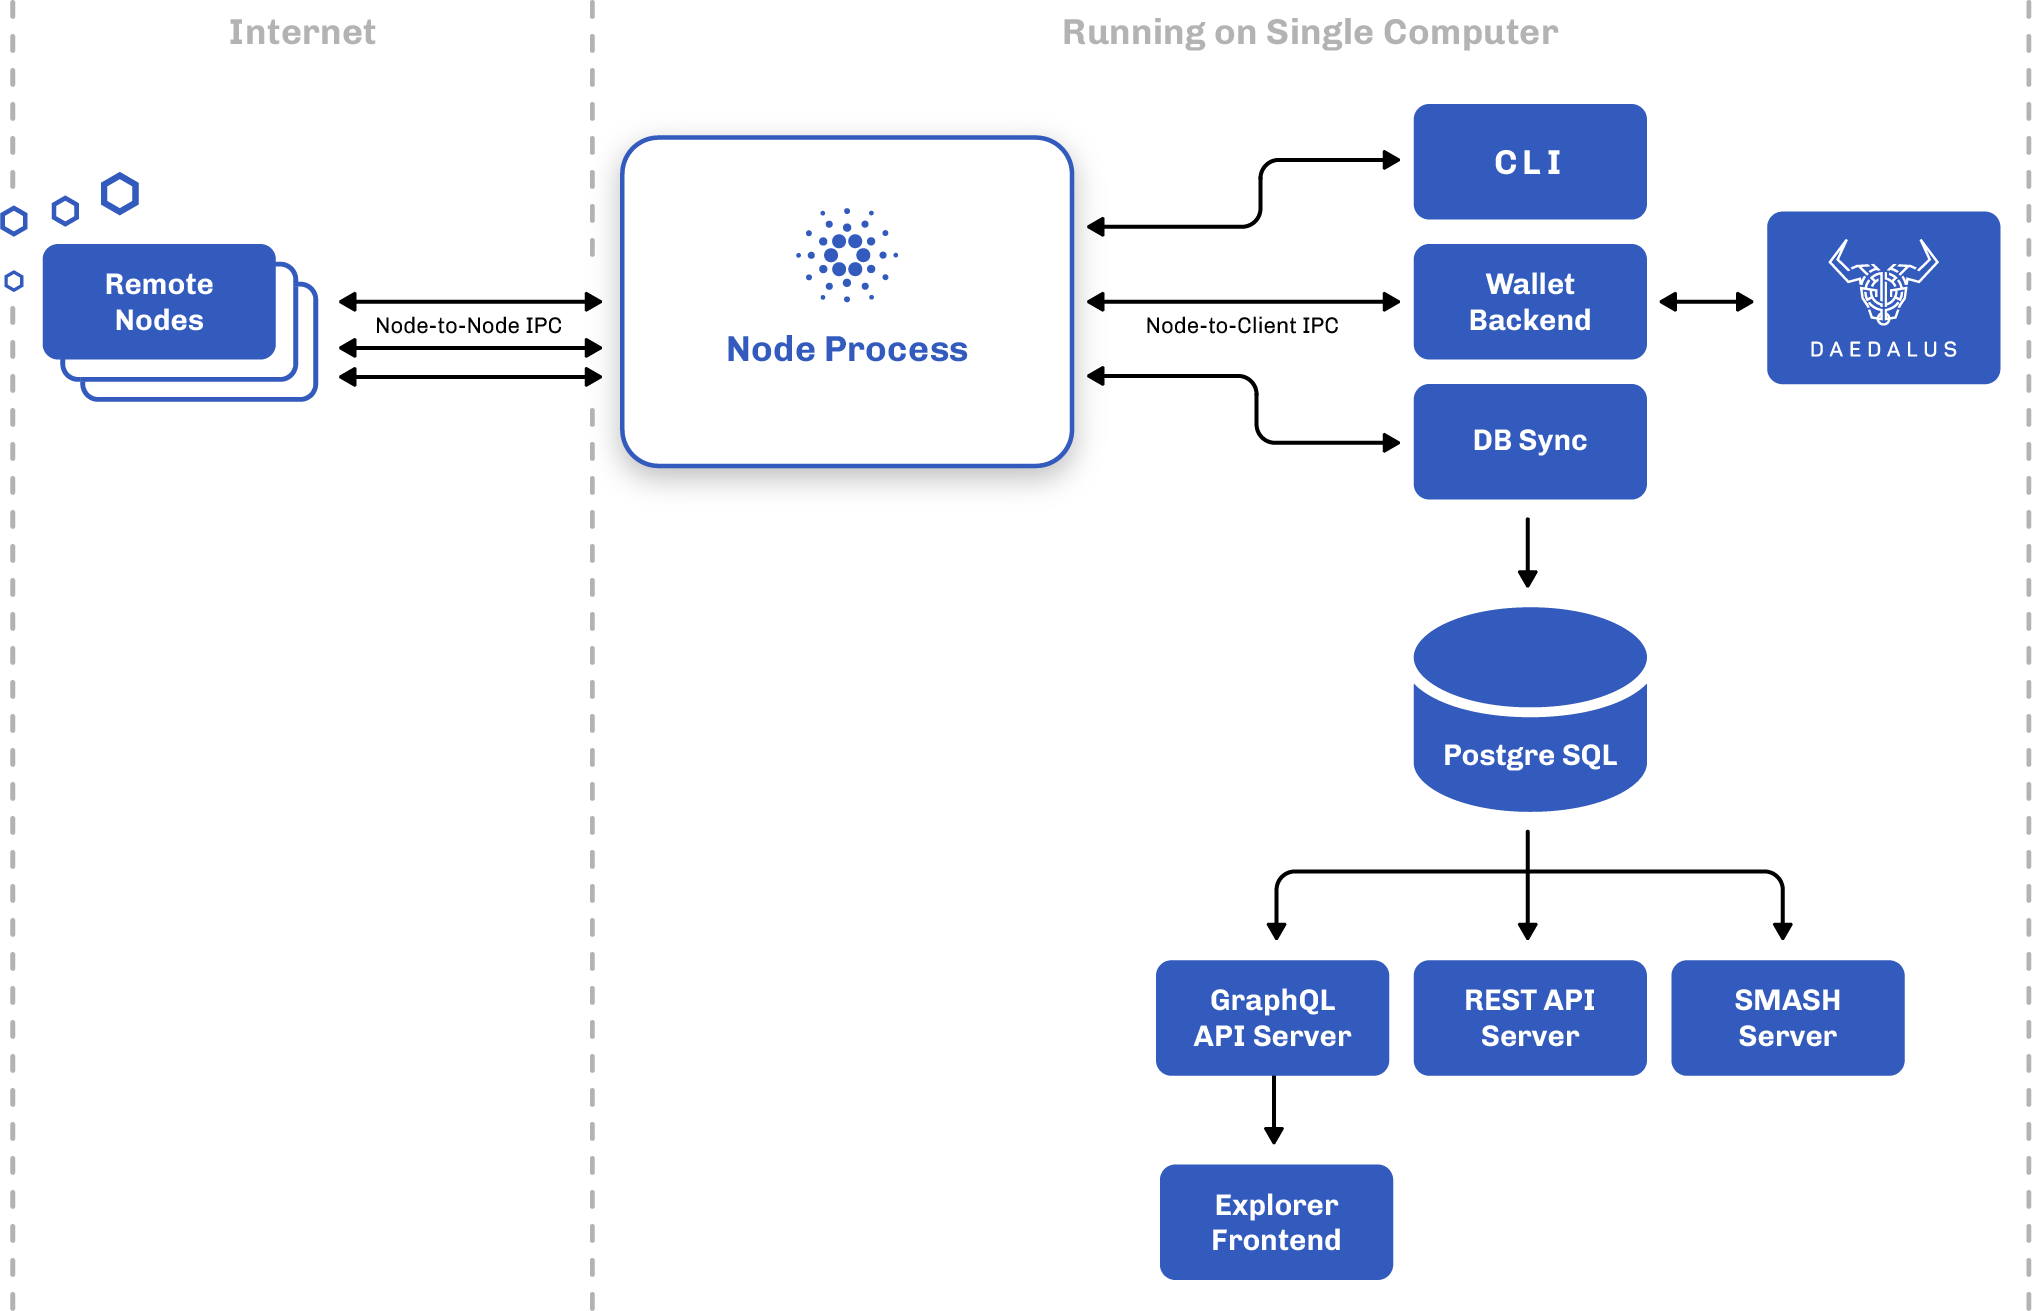 Internet
Running on Single Computer
Remote
Nodes
Node-to-Node IPC
Node Process
Node-to-Client IPC
CLI
Wallet
Backend
DAEDALUS
DB Sync
Postgre SQL
GraphQL
API Server
REST API
Server
SMASH
Server
Explorer
Frontend